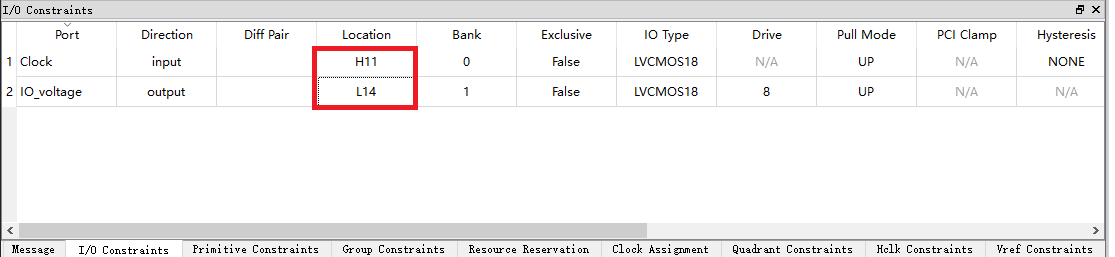 I/O Constraints
Port Direction Diff Pair Location Bank Exclusive IO Type Drive Pull Mode PCI Clamp Hysteresis
1 Clock input H11 0 False LVCMOS18 N/A UP N/A NONE
2 IO_voltage output L14 1 False LVCMOS18 8 UP N/A N/A
Message I/O Constraints Primitive Constraints Group Constraints Resource Reservation Clock Assignment Quadrant Constraints Hclk Constraints Vref Constraints